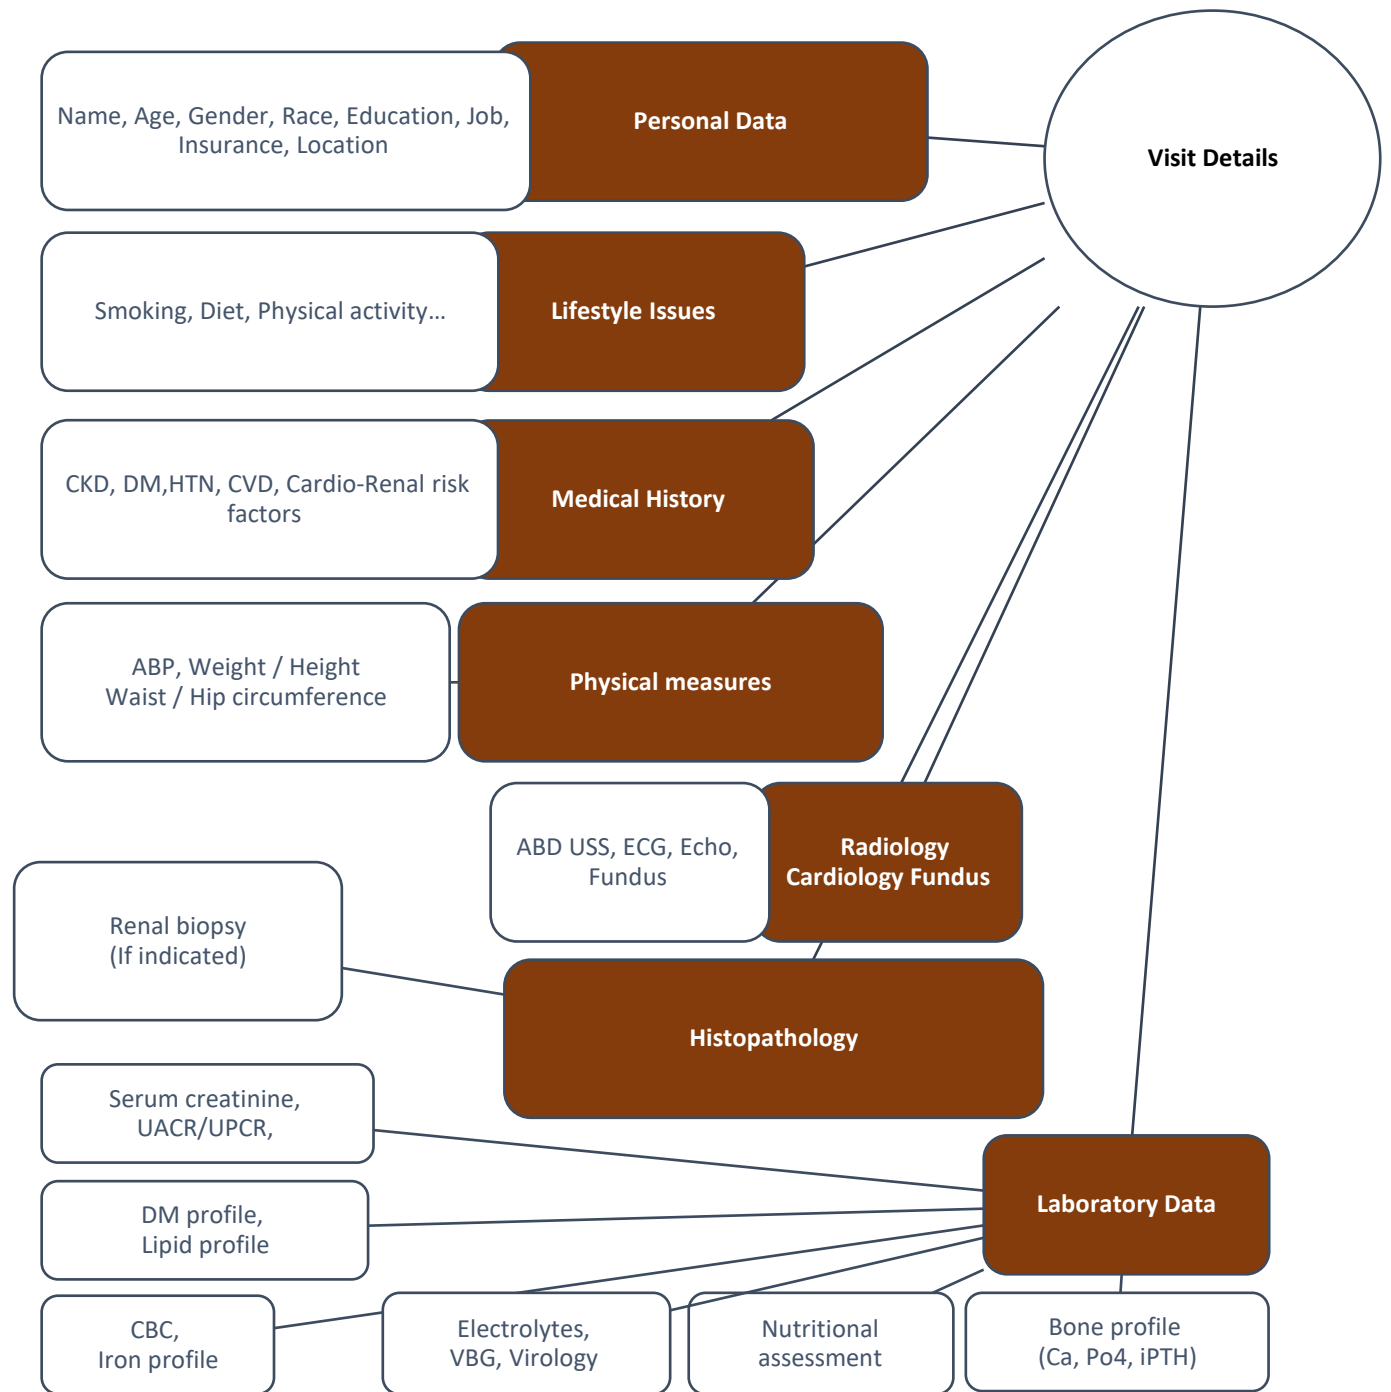 Visit Details
Name, Age, Gender, Race, Education, Job,
Insurance, Location
Personal Data
Smoking, Diet, Physical activity…
Lifestyle Issues
CKD, DM,HTN, CVD, Cardio-Renal risk
factors
Medical History
ABP, Weight / Height
Waist / Hip circumference
Physical measures
ABD USS, ECG, Echo,
Fundus
Radiology
Cardiology Fundus
Renal biopsy
(If indicated)
Histopathology
Serum creatinine,
UACR/UPCR,
Laboratory Data
DM profile,
Lipid profile
CBC,
Iron profile
Electrolytes,
VBG, Virology
Nutritional
assessment
Bone profile
(Ca, Po4, iPTH)